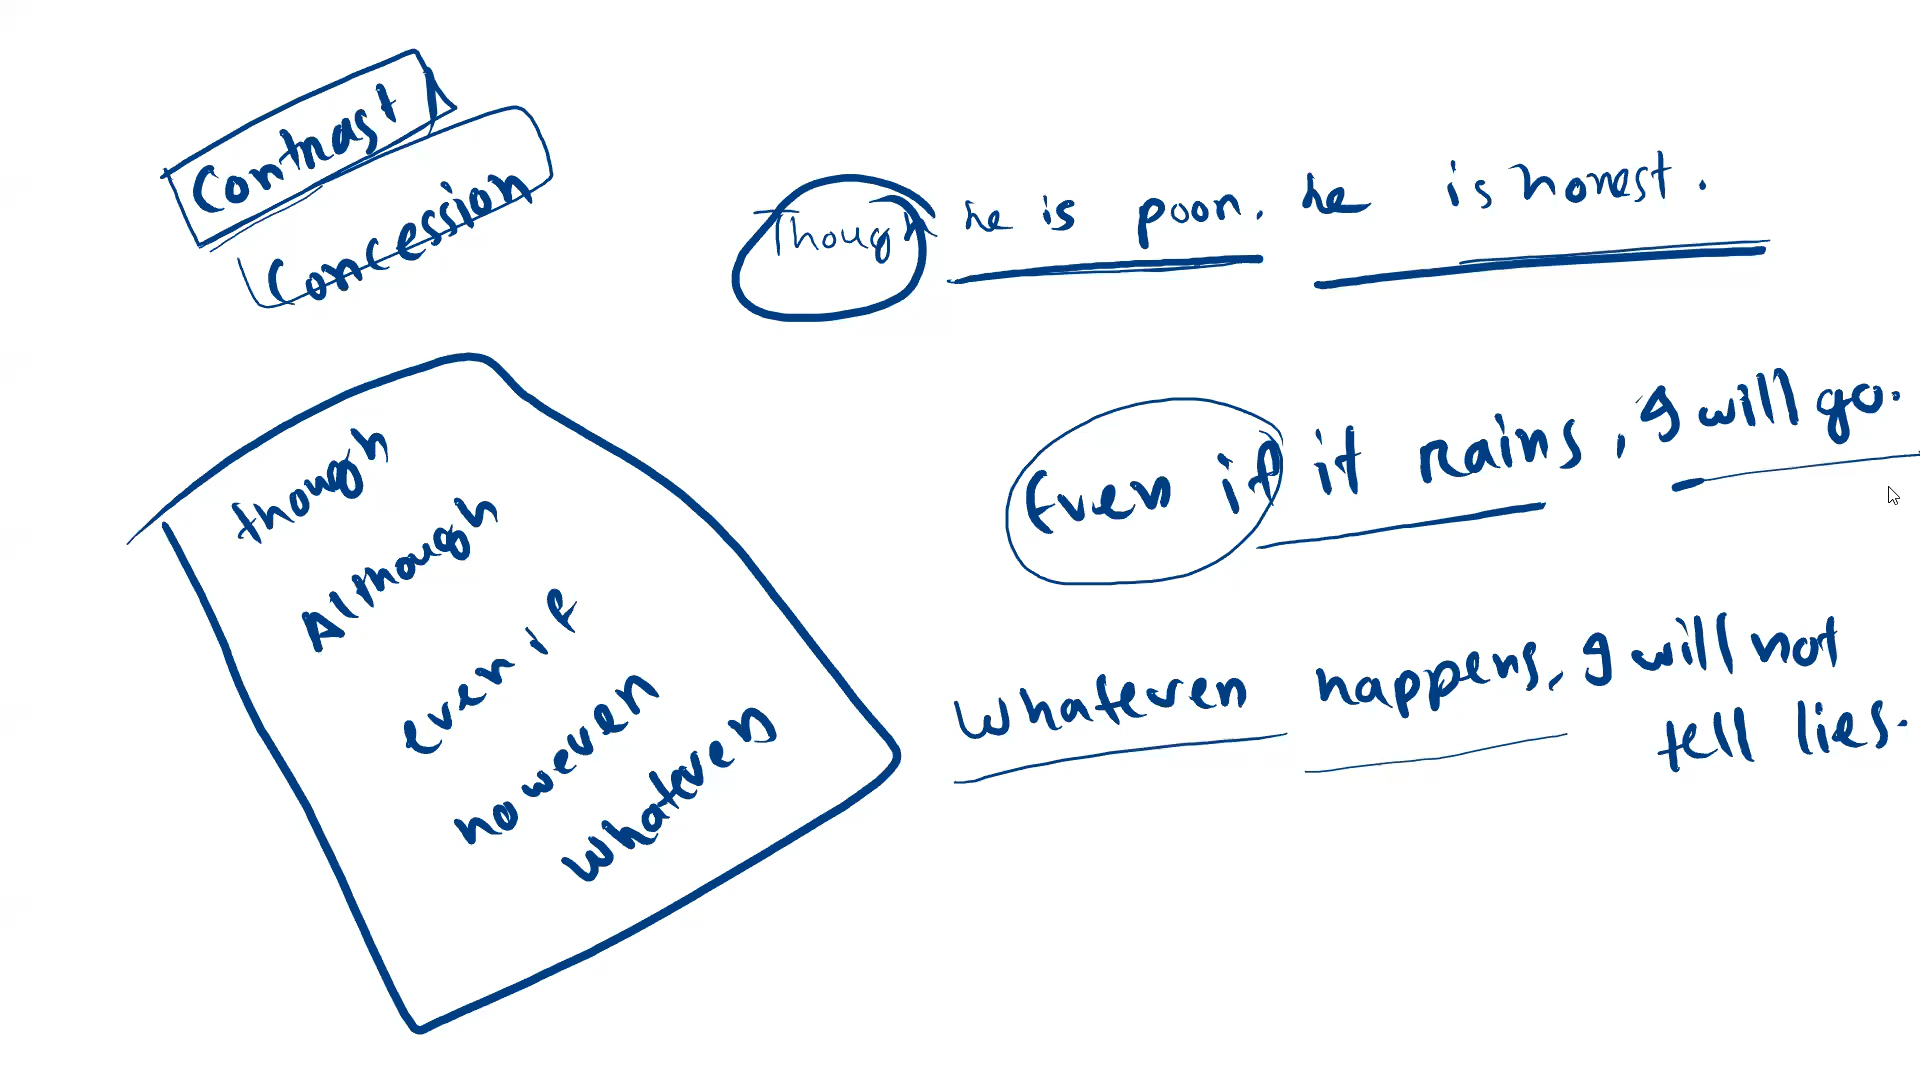 Contrast
Concession
Though he is poor. he is honest.
though
Although
even if
however
whatever
Even if it rains, I will go.
Whatever happens, I will not
tell lies.